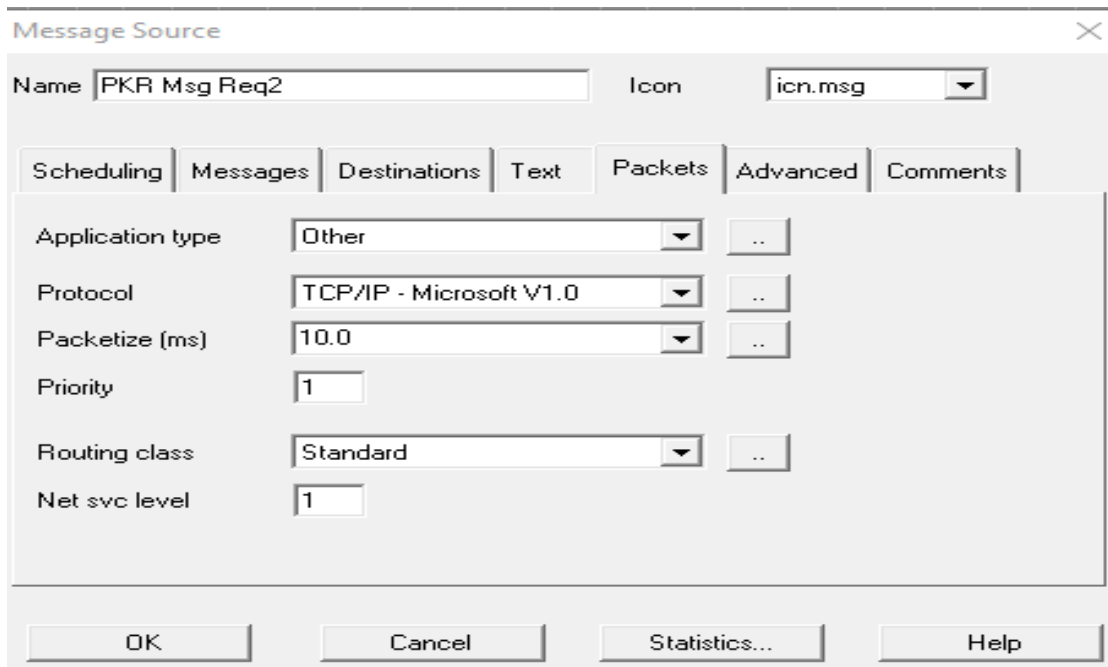 Message Source
Name PKR Msg Req2 Icon icn.msg
Scheduling Messages Destinations Text Packets Advanced Comments
Application type Other ..
Protocol TCP/IP - Microsoft V1.0 ..
Packetize (ms) 10.0 ..
Priority 1
Routing class Standard ..
Net svc level 1
OK Cancel Statistics... Help